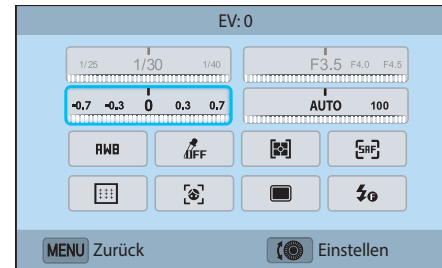 EV: 0
1/25 1/30 1/40 F3.5 F4.0 F4.5
-0.7 -0.3 0 0.3 0.7 AUTO 100
AWB OFF SAF
MENU Zurück Einstellen